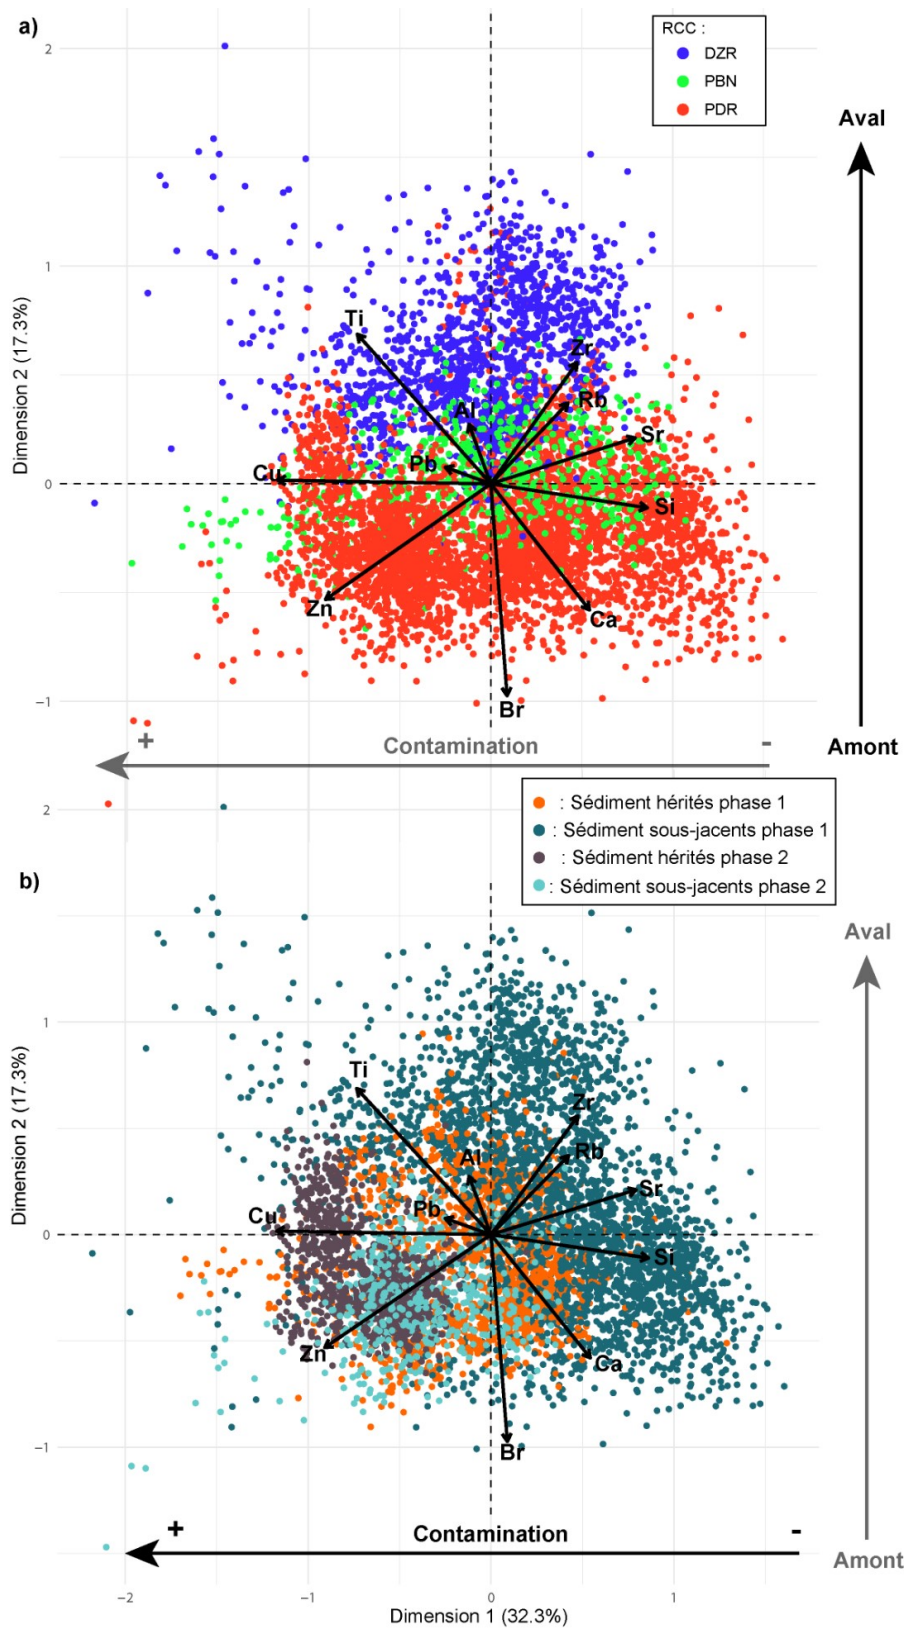 a)
RCC :
DZR
PBN
PDR
Aval
2
1
0
−1
Dimension 2 (17.3%)
Ti
Zr
Rb
Al
Sr
Pb
Cu
Si
Zn
Ca
Br
+
Contamination
-
Amont
: Sédiment hérités phase 1
: Sédiment sous-jacents phase 1
: Sédiment hérités phase 2
: Sédiment sous-jacents phase 2
b)
Aval
2
1
0
−1
Dimension 2 (17.3%)
Ti
Zr
Rb
Al
Sr
Pb
Cu
Si
Zn
Ca
Br
+
Contamination
-
Amont
−2
−1
0
1
Dimension 1 (32.3%)